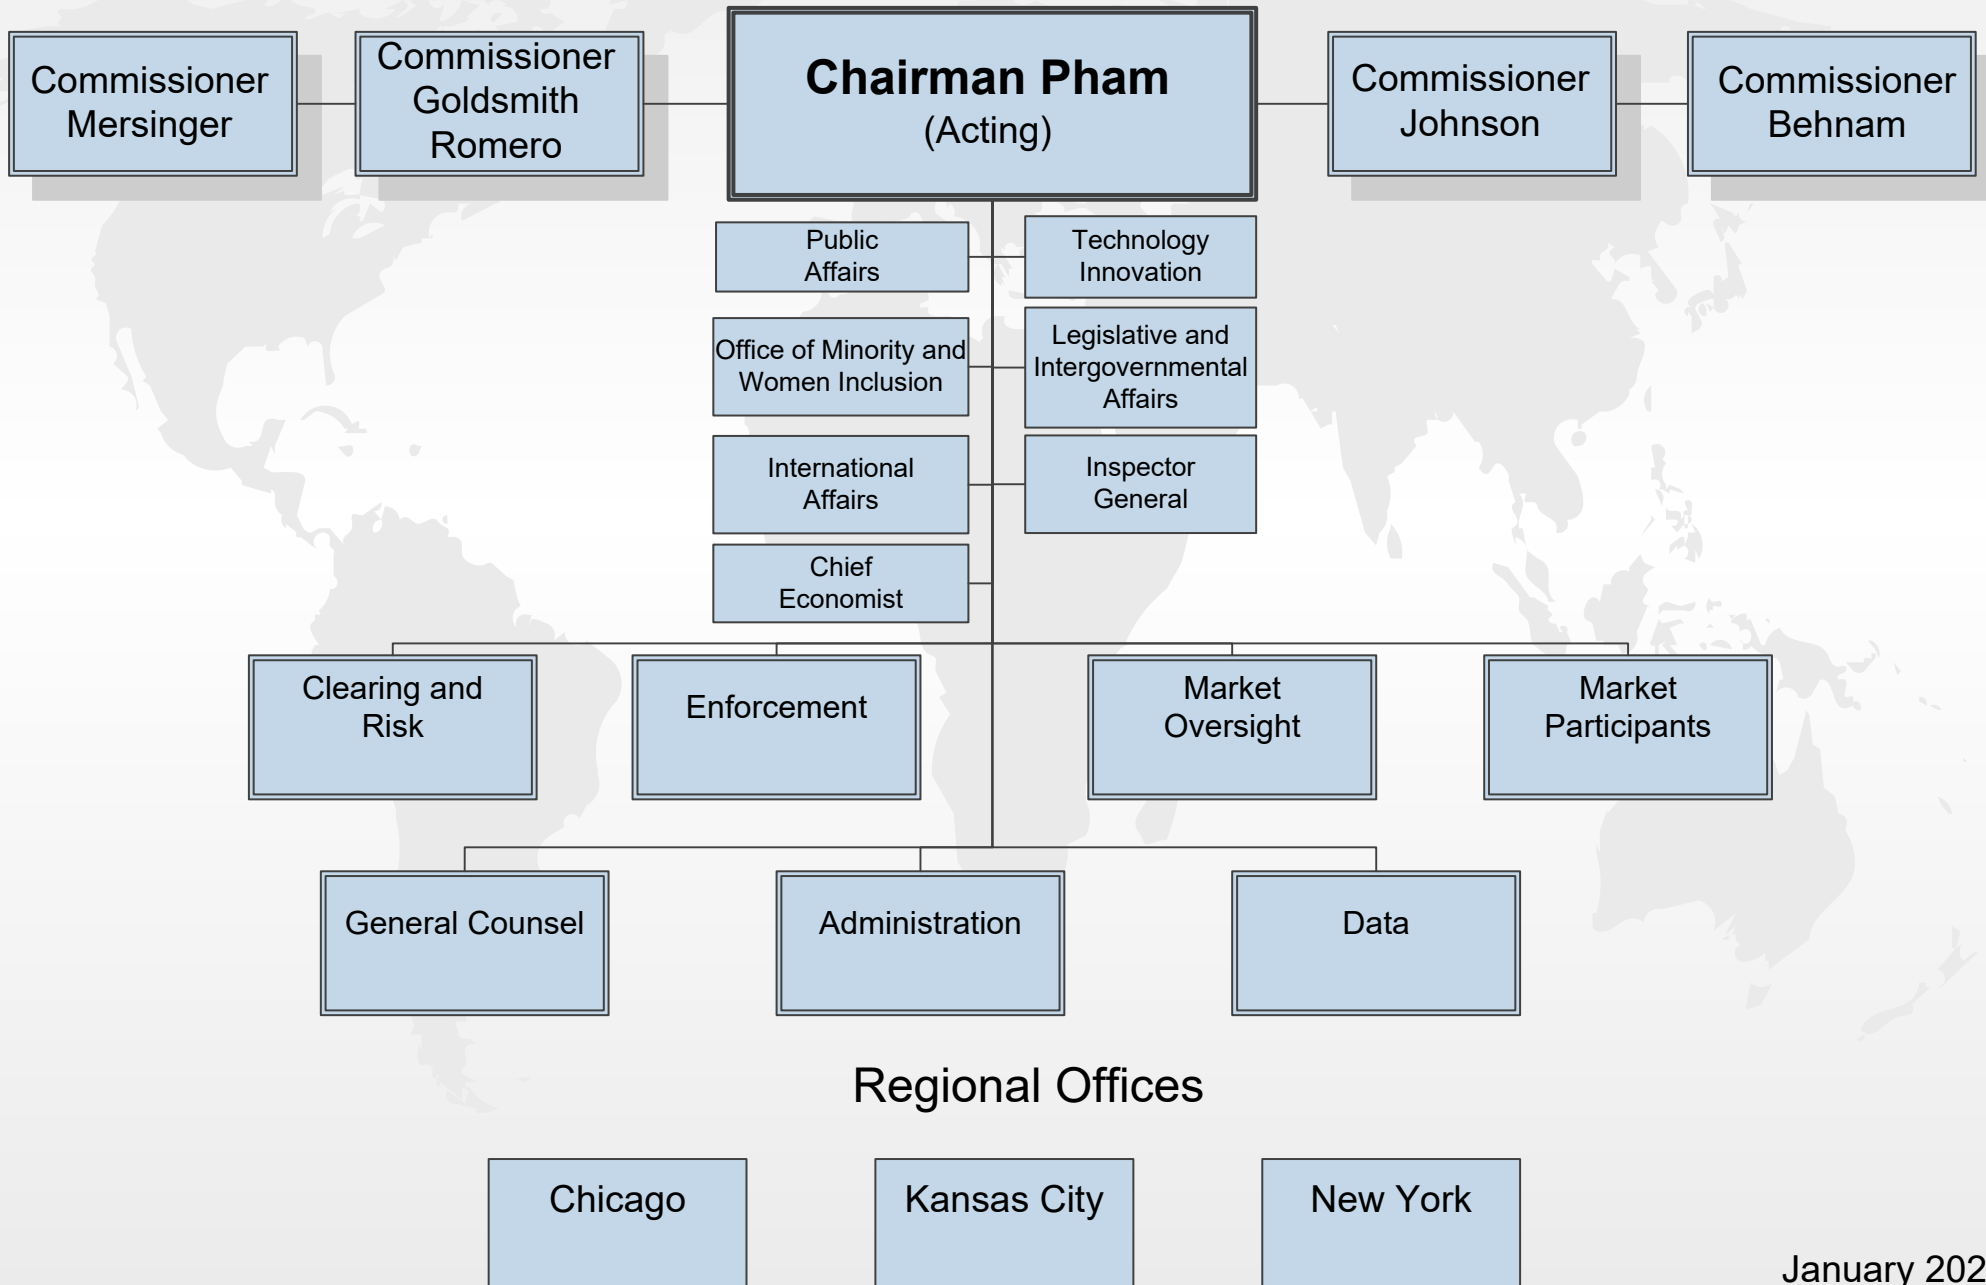 Commissioner
Mersinger
Commissioner
Goldsmith
Romero
Chairman Pham
(Acting)
Commissioner
Johnson
Commissioner
Behnam
Public
Affairs
Technology
Innovation
Office of Minority and
Women Inclusion
Legislative and
Intergovernmental
Affairs
International
Affairs
Inspector
General
Chief
Economist
Clearing and
Risk
Enforcement
Market
Oversight
Market
Participants
General Counsel
Administration
Data
Regional Offices
Chicago
Kansas City
New York
January 202